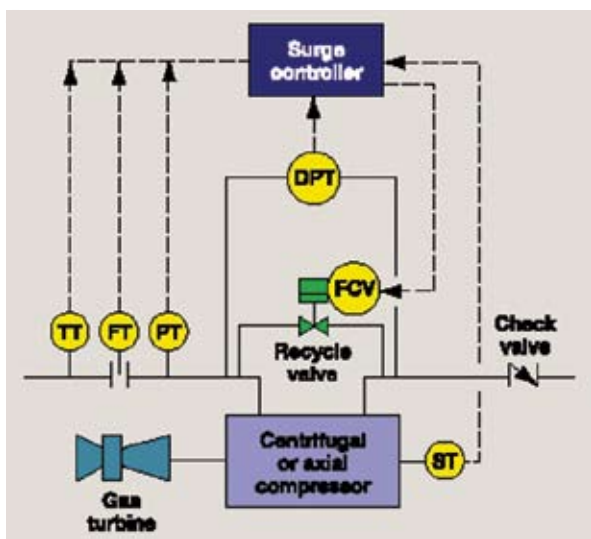 Surge
controller
DPT
FCV
TT
FT
PT
Recycle
valve
Check
valve
Centrifugal
or axial
compressor
ST
Gas
turbine